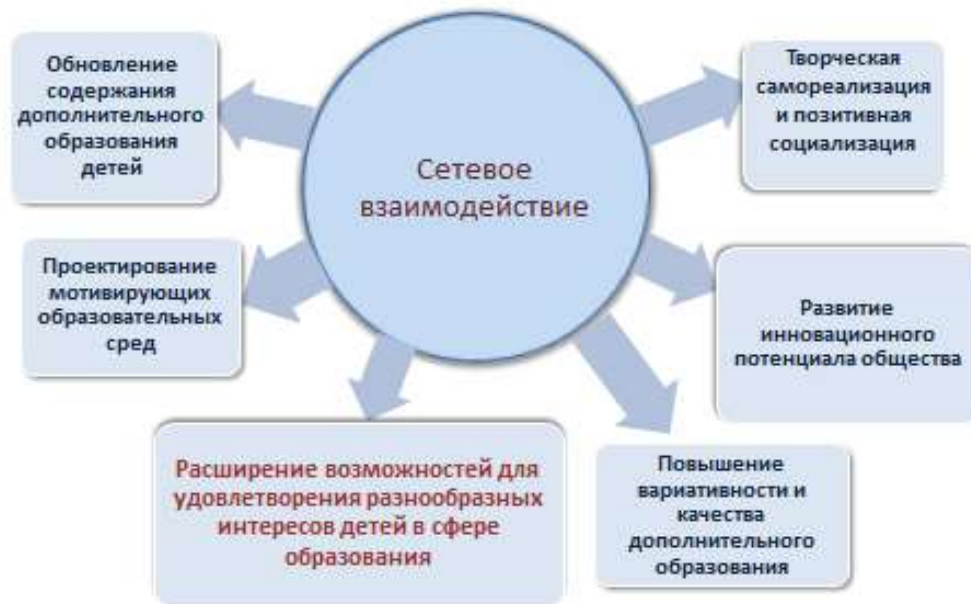 Обновление
содержания
дополнительного
образования
детей
Творческая
самореализация
и позитивная
социализация
Сетевое
взаимодействие
Проектирование
мотивирующих
образовательных
сред
Развитие
инновационного
потенциала общества
Расширение возможностей для
удовлетворения разнообразных
интересов детей в сфере
образования
Повышение
вариативности и
качества
дополнительного
образования